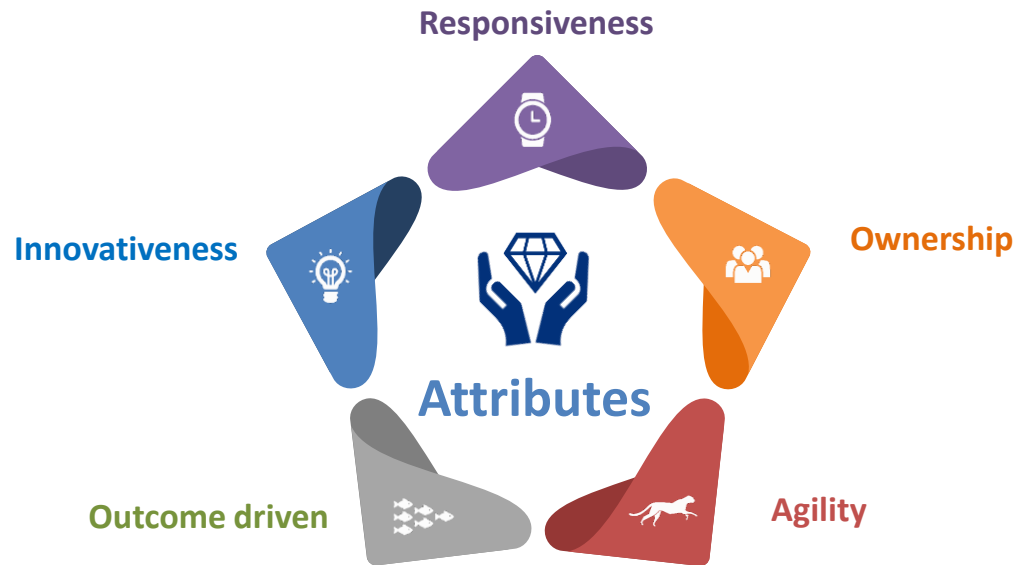 Responsiveness
Innovativeness
Ownership
Attributes
Outcome driven
Agility